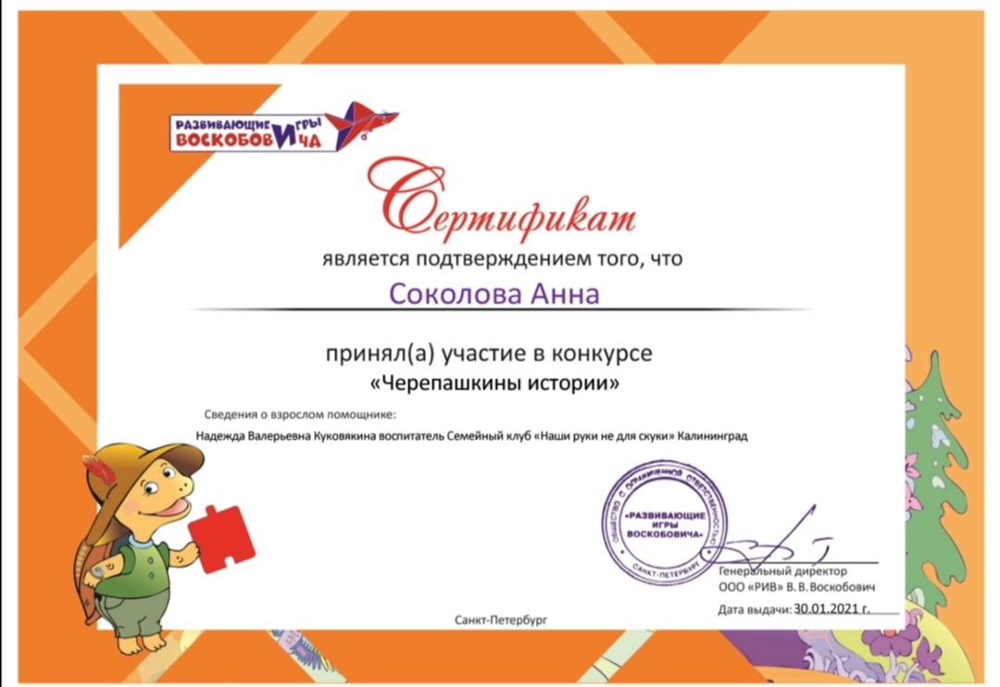 РАЗВИВАЮЩИЕ ИГРЫ
ВОСКОБОВИЧА
Сертификат
является подтверждением того, что
Соколова Анна
принял(а) участие в конкурсе
«Черепашкины истории»
Сведения о взрослом помощнике:
Надежда Валерьевна Куковякина воспитатель Семейный клуб «Наши руки не для скуки» Калининград
ОБЩЕСТВО С ОГРАНИЧЕННОЙ ОТВЕТСТВЕННОСТЬЮ
«РАЗВИВАЮЩИЕ
ИГРЫ
ВОСКОБОВИЧА»
САНКТ-ПЕТЕРБУРГ
Генеральный директор
ООО «РИВ» В. В. Воскобович
Дата выдачи: 30.01.2021 г.
Санкт-Петербург